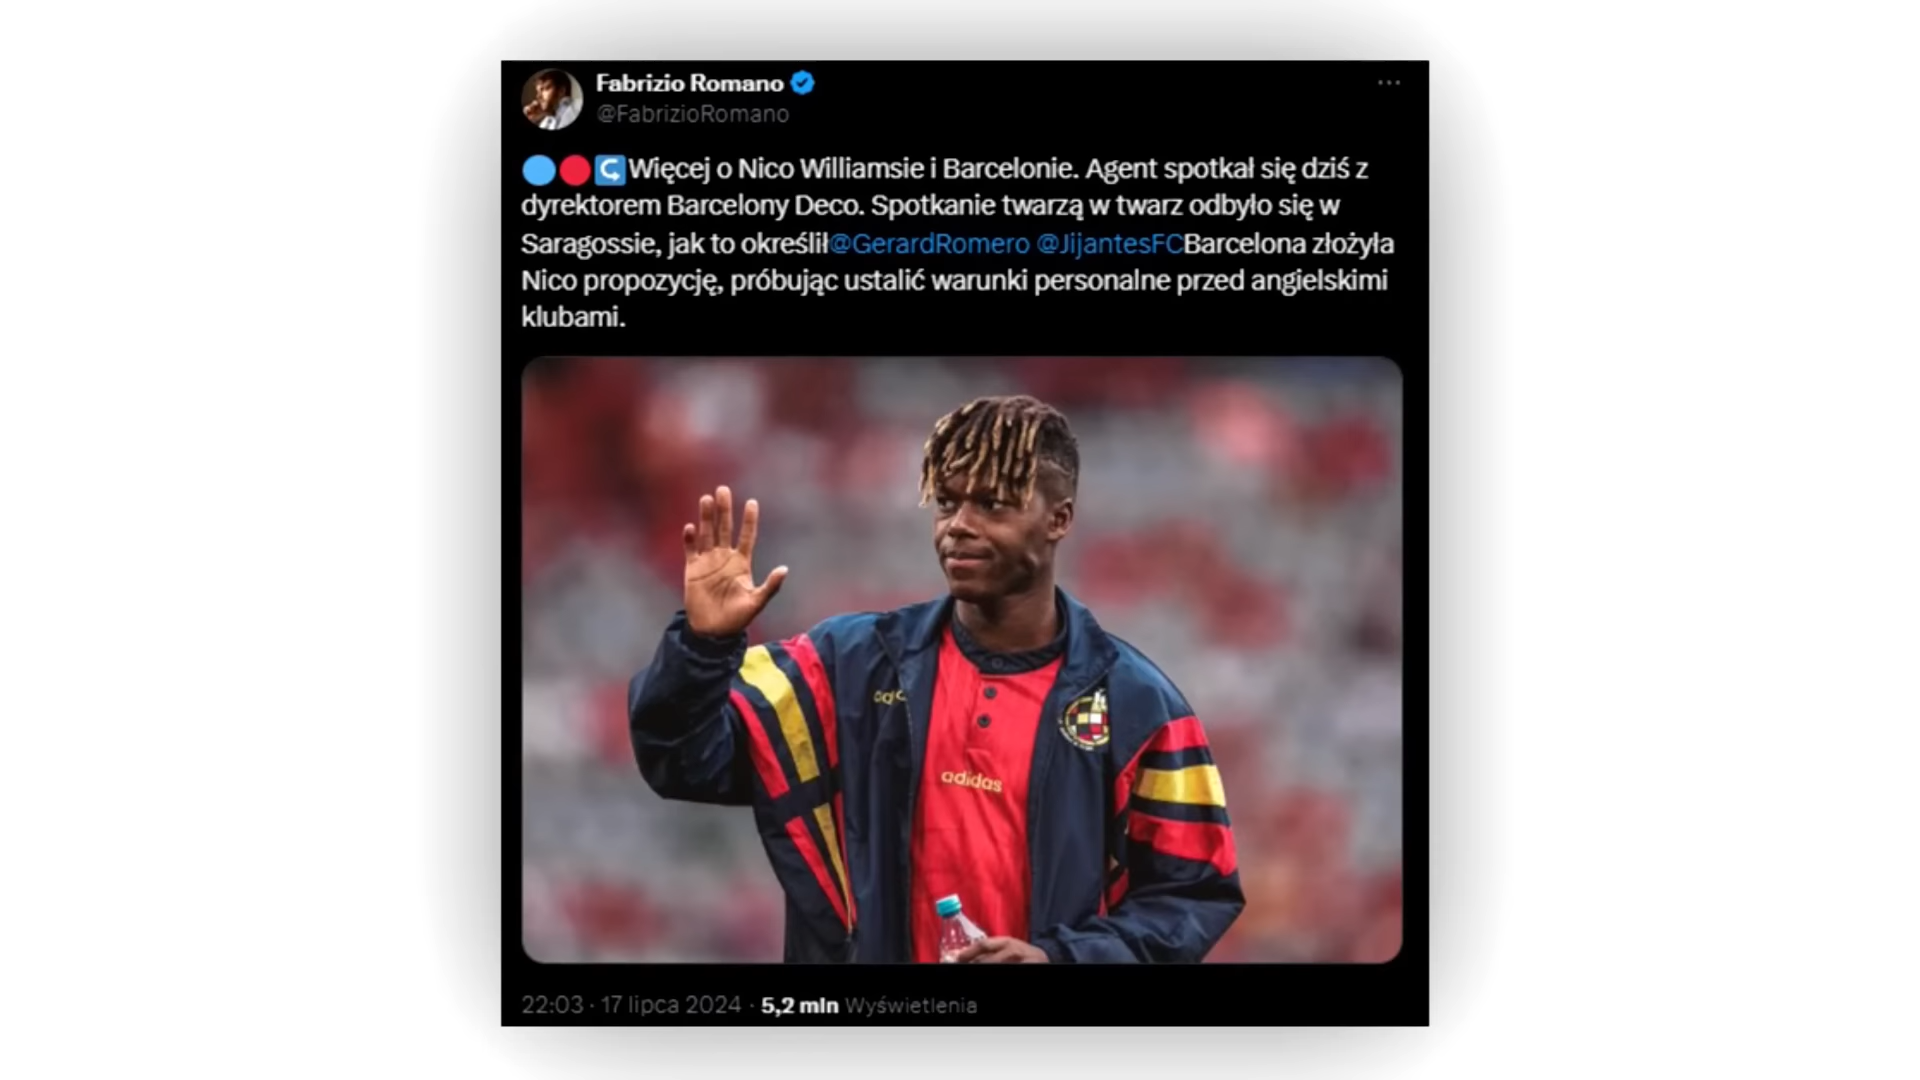 Fabrizio Romano
@FabrizioRomano
Więcej o Nico Williamsie i Barcelonie. Agent spotkał się dziś z
dyrektorem Barcelony Deco. Spotkanie twarzą w twarz odbyło się w
Saragossie, jak to określił@GerardRomero @JijantesFCBarcelona złożyła
Nico propozycję, próbując ustalić warunki personalne przed angielskimi
klubami.
adidas
22:03 · 17 lipca 2024 · 5,2 mln Wyświetlenia